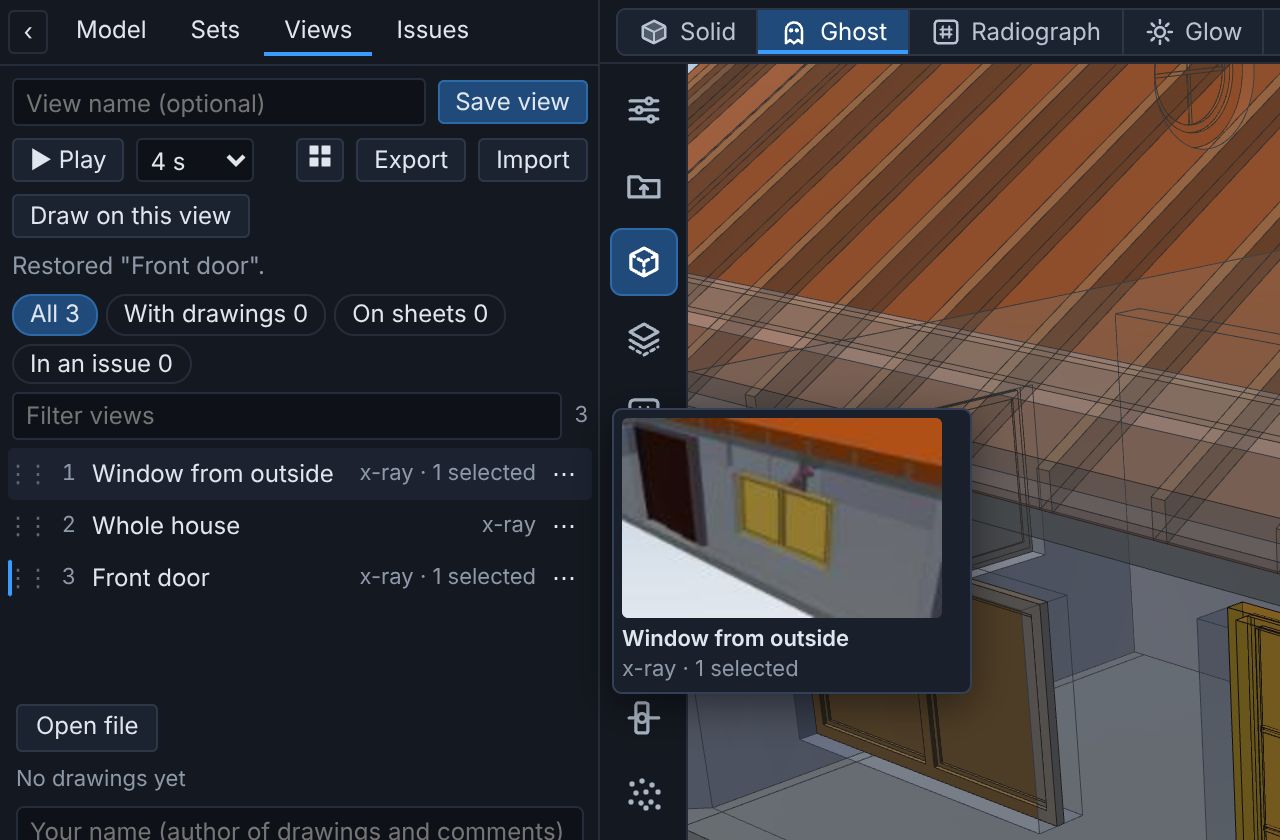 ‹ Model Sets Views Issues
Solid Ghost Radiograph Glow
View name (optional) Save view
Play 4 s Export Import
Draw on this view
Restored "Front door".
All 3 With drawings 0 On sheets 0
In an issue 0
Filter views 3
1 Window from outside x-ray · 1 selected ···
2 Whole house x-ray ···
3 Front door x-ray · 1 selected ···
Window from outside
x-ray · 1 selected
Open file
No drawings yet
Your name (author of drawings and comments)